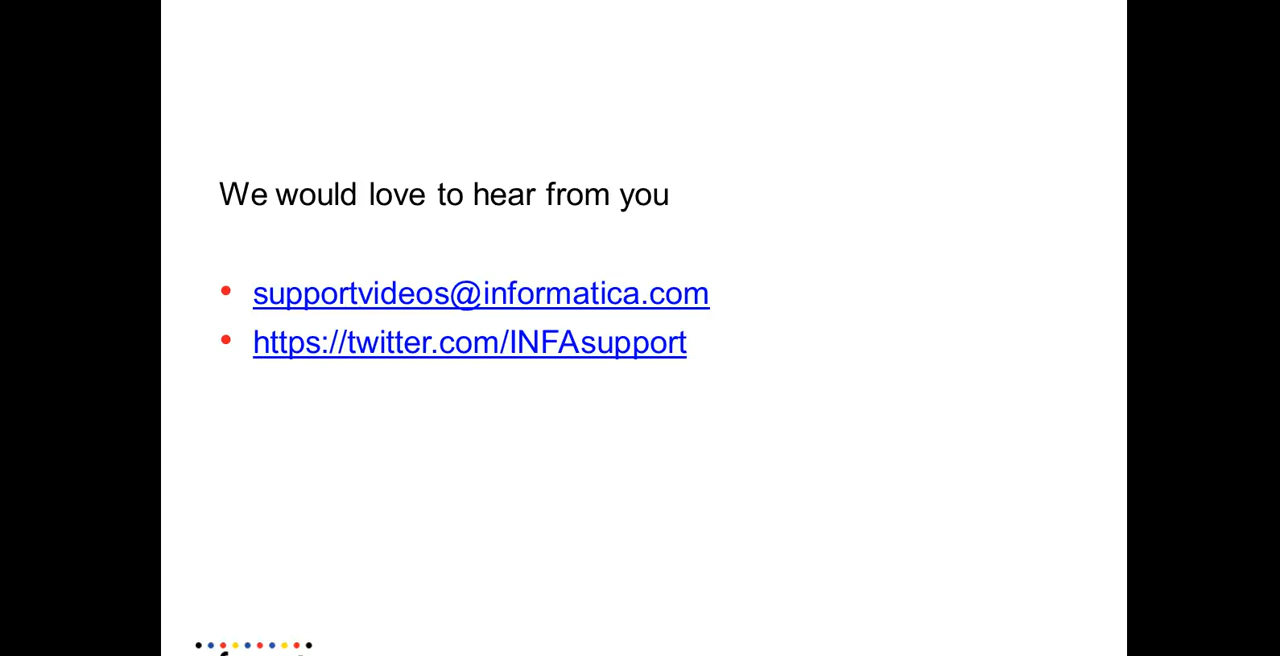 We would love to hear from you
supportvideos@informatica.com
https://twitter.com/INFAsupport